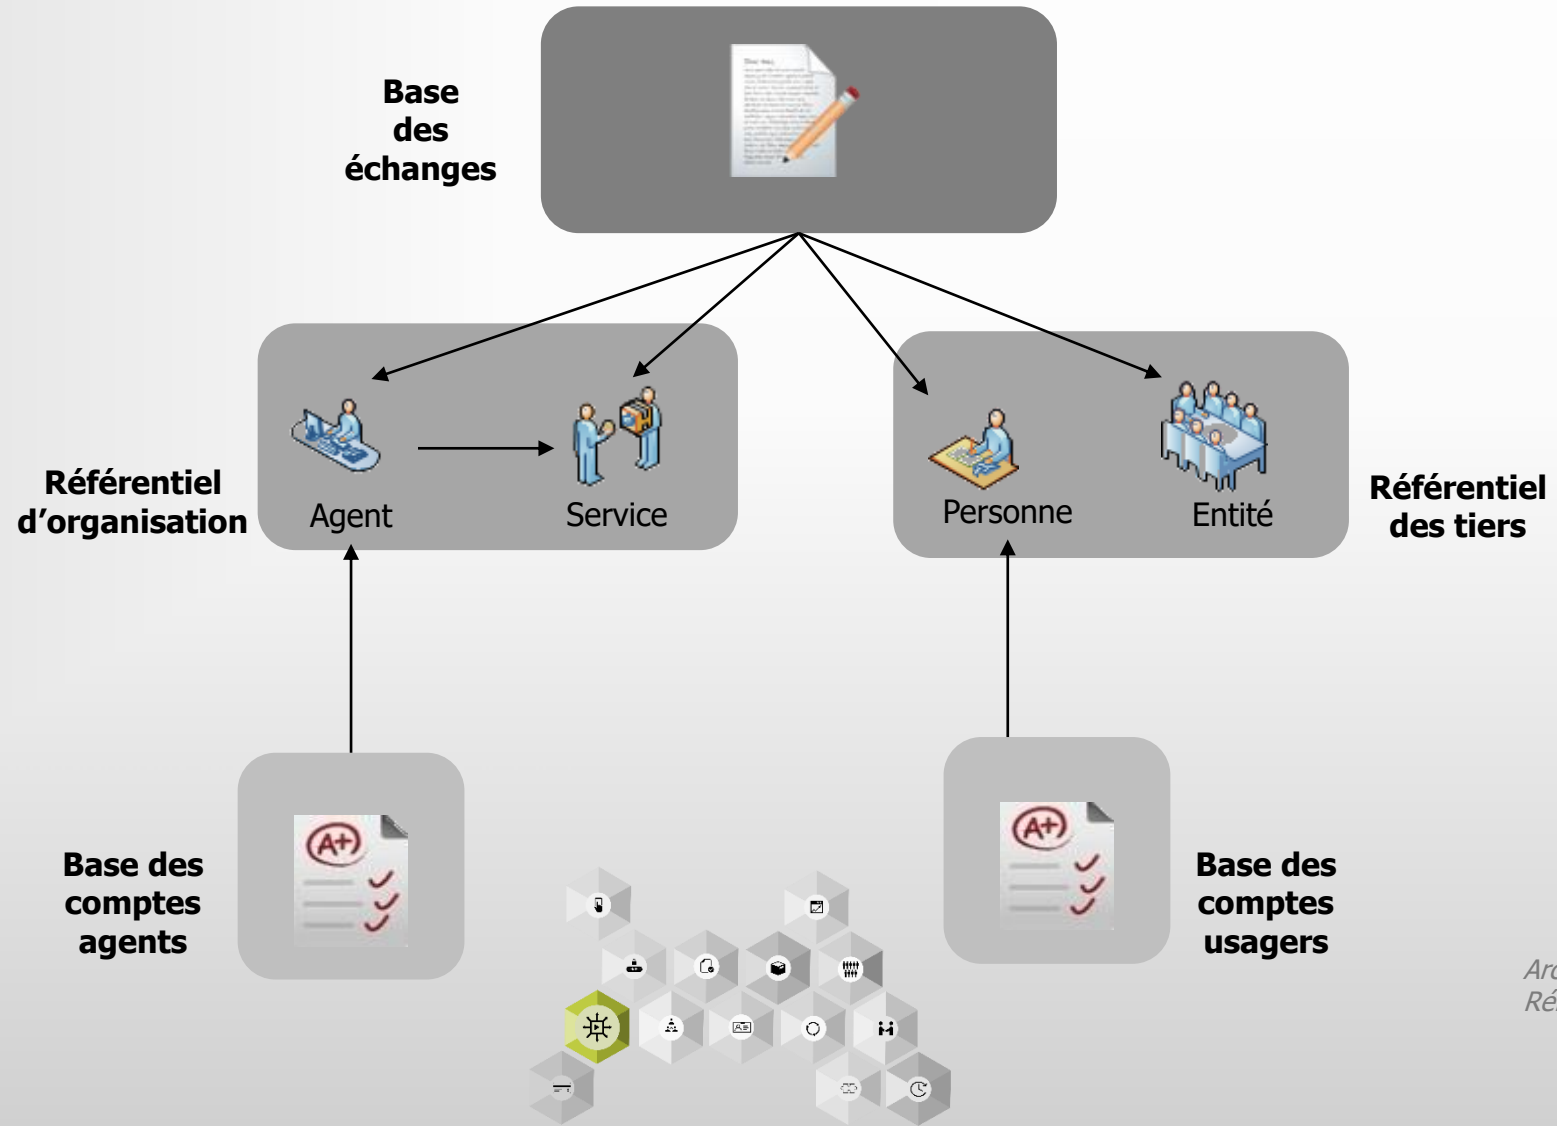 Base
des
échanges
Référentiel
d’organisation
Agent
Service
Personne
Entité
Référentiel
des tiers
Base des
comptes
agents
A+
A+
Base des
comptes
usagers